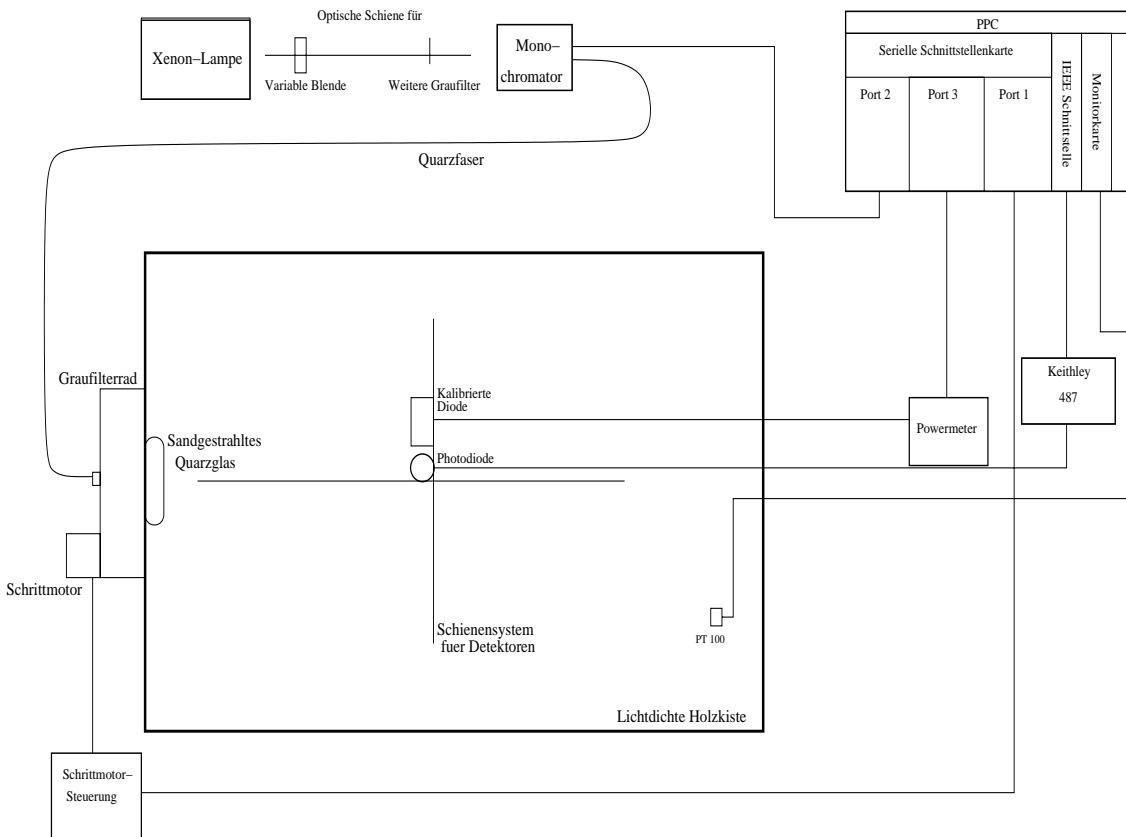 Optische Schiene für
Xenon–Lampe
Variable Blende
Weitere Graufilter
Mono–
chromator
PPC
Serielle Schnittstellenkarte
Port 2
Port 3
Port 1
IEEE Schnittstelle
Monitorkarte
Quarzfaser
Graufilterrad
Sandgestrahltes
Quarzglas
Kalibrierte
Diode
Photodiode
Powermeter
Keithley
487
Schrittmotor
Schienensystem
fuer Detektoren
PT 100
Lichtdichte Holzkiste
Schrittmotor–
Steuerung